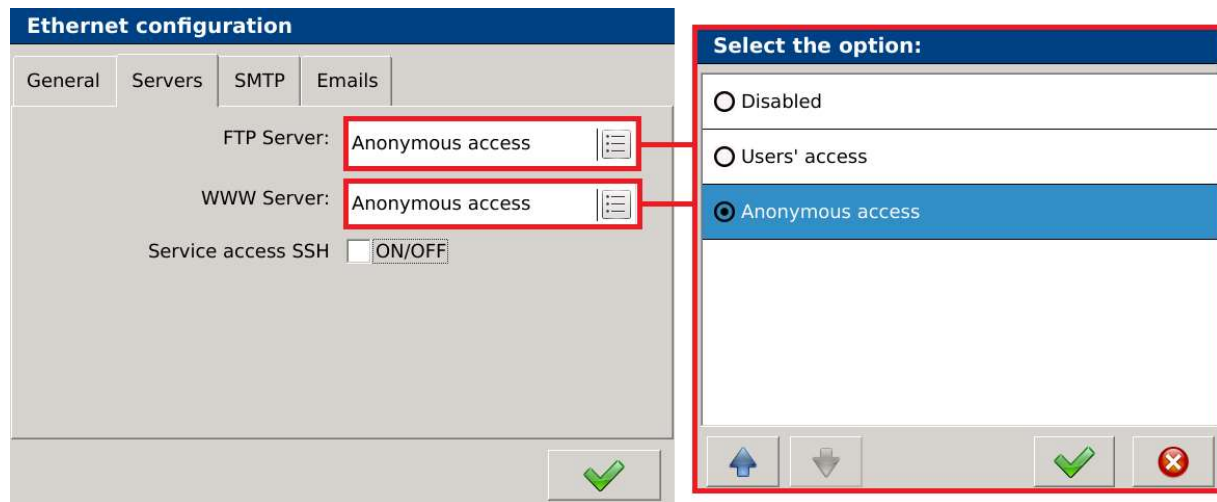 Ethernet configuration
General Servers SMTP Emails
FTP Server: Anonymous access
WWW Server: Anonymous access
Service access SSH ON/OFF
Select the option:
Disabled
Users' access
Anonymous access